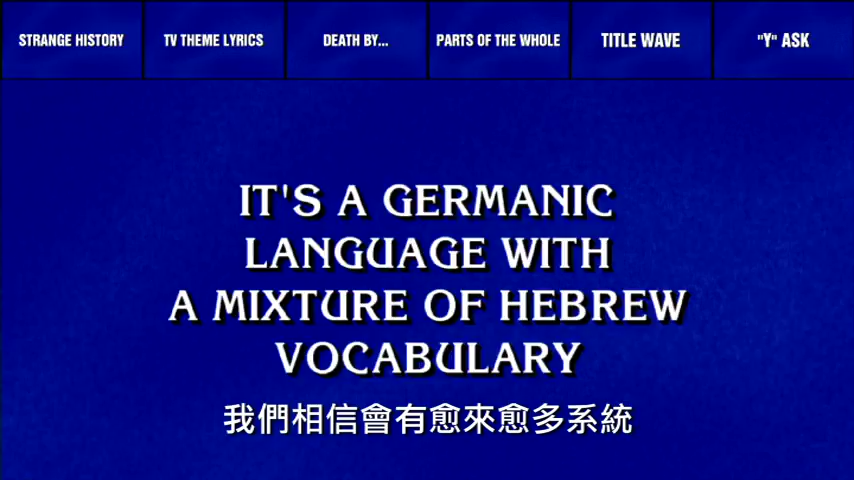 STRANGE HISTORY
TV THEME LYRICS
DEATH BY...
PARTS OF THE WHOLE
TITLE WAVE
"Y" ASK
IT'S A GERMANIC
LANGUAGE WITH
A MIXTURE OF HEBREW
VOCABULARY
我們相信會有愈來愈多系統